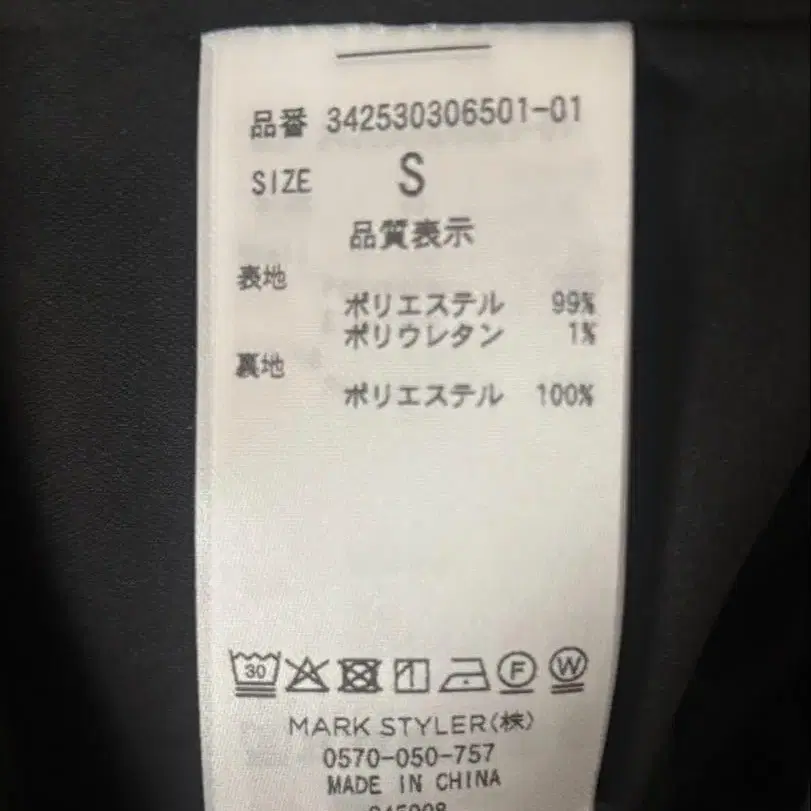 品番 342530306501-01
SIZE S
品質表示
表地
ポリエステル 99%
ポリウレタン 1%
裏地
ポリエステル 100%
30 F W
MARK STYLER(株)
0570-050-757
MADE IN CHINA